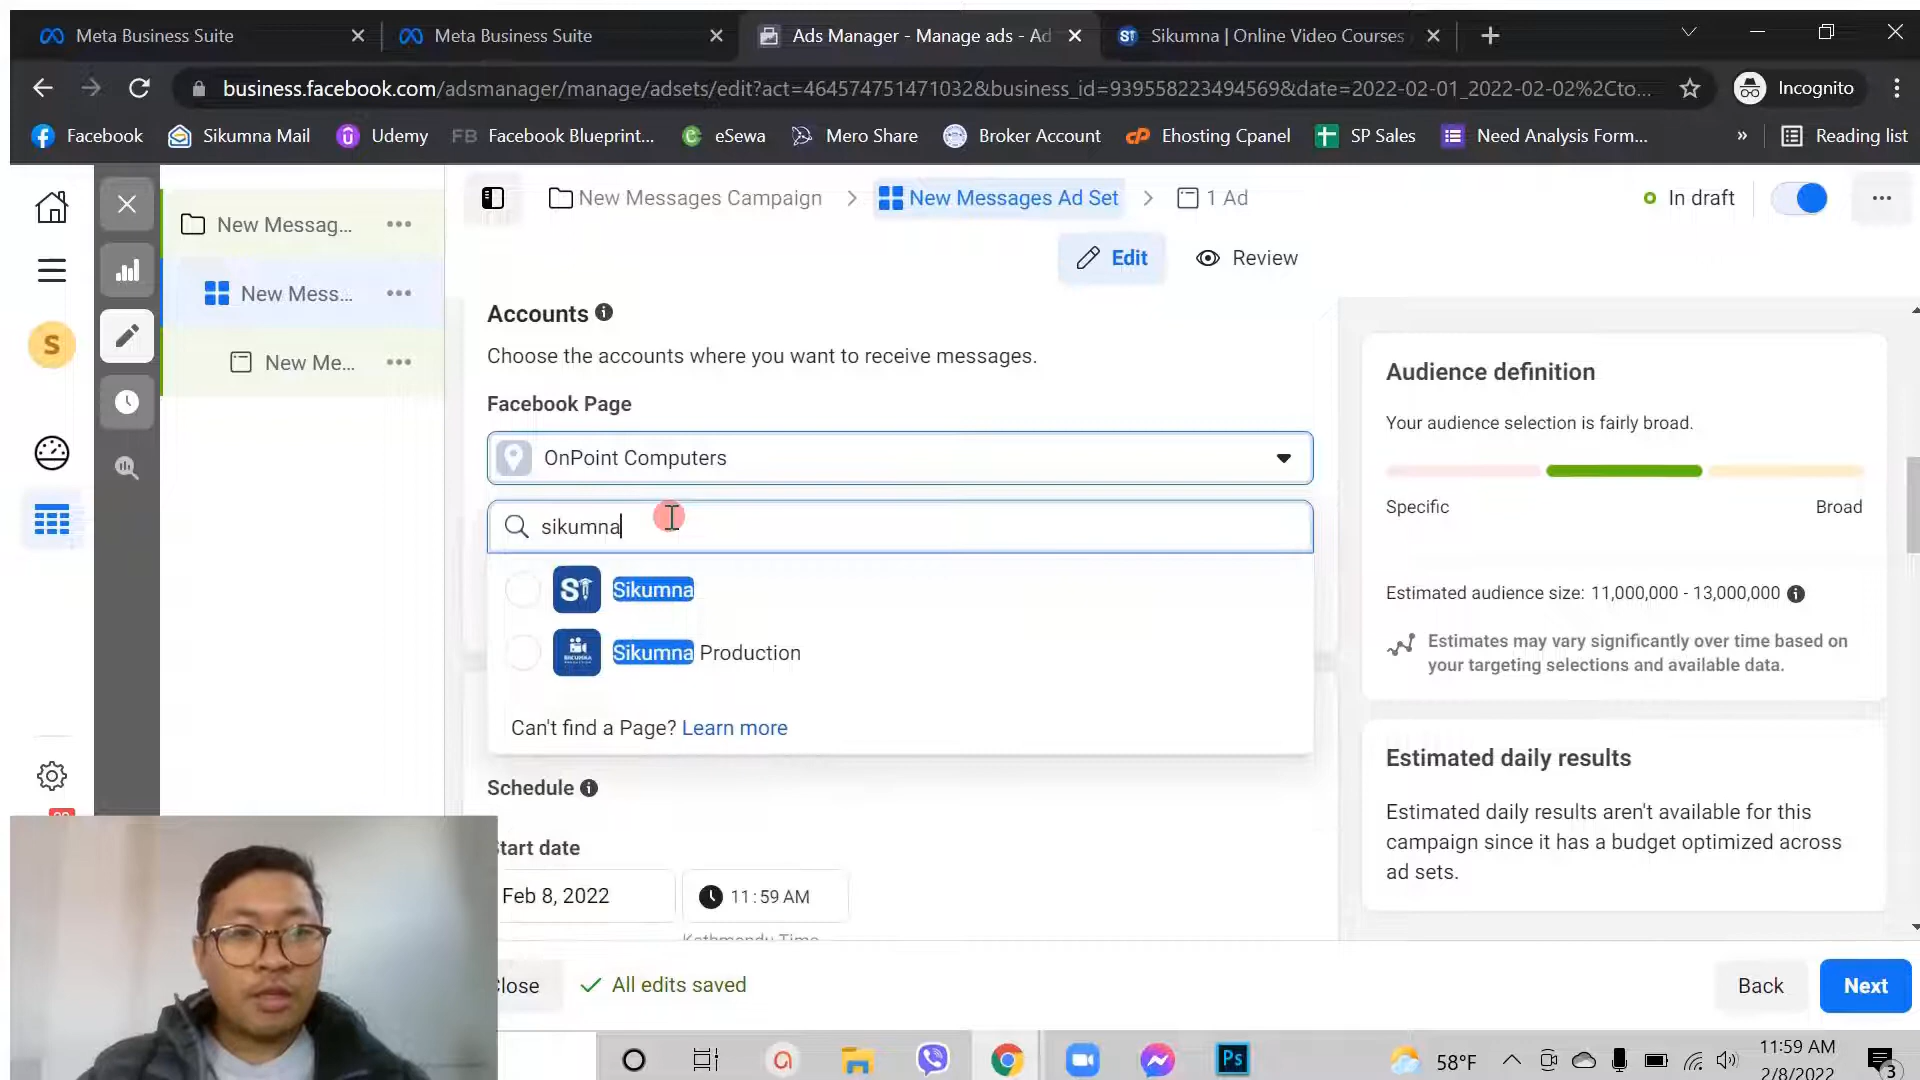 Meta Business Suite
Meta Business Suite
Ads Manager - Manage ads - Ad
Sikumna | Online Video Courses
business.facebook.com/adsmanager/manage/adsets/edit?act=464574751471032&business_id=939558223494569&date=2022-02-01_2022-02-02%2Cto...
Incognito
Facebook
Sikumna Mail
Udemy
FB Facebook Blueprint...
eSewa
Mero Share
Broker Account
Ehosting Cpanel
SP Sales
Need Analysis Form...
»
Reading list
New Messages Campaign
New Messages Ad Set
1 Ad
In draft
New Messag...
New Mess...
New Me...
S
Edit
Review
Accounts
Choose the accounts where you want to receive messages.
Facebook Page
OnPoint Computers
sikumna
Sikumna
Sikumna Production
Can't find a Page? Learn more
Schedule
Start date
Feb 8, 2022
11:59 AM
Kathmandu Time
Audience definition
Your audience selection is fairly broad.
Specific
Broad
Estimated audience size: 11,000,000 - 13,000,000
Estimates may vary significantly over time based on
your targeting selections and available data.
Estimated daily results
Estimated daily results aren't available for this
campaign since it has a budget optimized across
ad sets.
Close
All edits saved
Back
Next
Ps
58°F
11:59 AM
2/8/2022
3